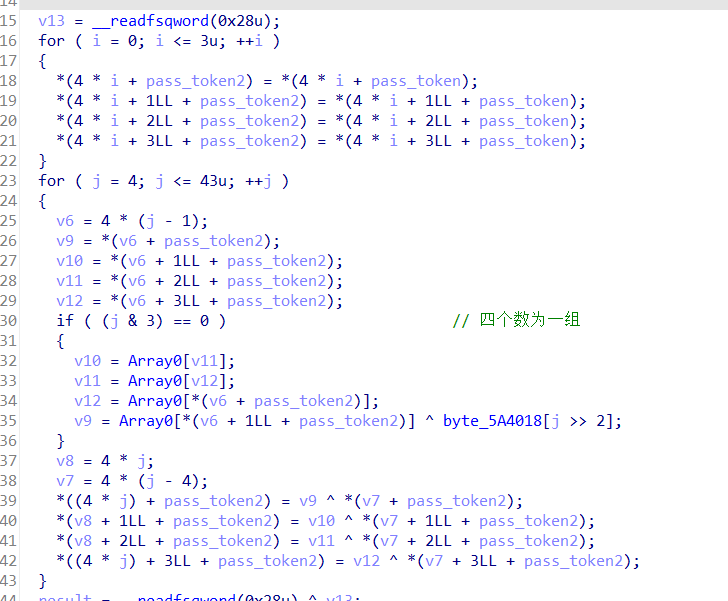 14
15 v13 = __readfsqword(0x28u);
16 for ( i = 0; i <= 3u; ++i )
17 {
18 *(4 * i + pass_token2) = *(4 * i + pass_token);
19 *(4 * i + 1LL + pass_token2) = *(4 * i + 1LL + pass_token);
20 *(4 * i + 2LL + pass_token2) = *(4 * i + 2LL + pass_token);
21 *(4 * i + 3LL + pass_token2) = *(4 * i + 3LL + pass_token);
22 }
23 for ( j = 4; j <= 43u; ++j )
24 {
25 v6 = 4 * (j - 1);
26 v9 = *(v6 + pass_token2);
27 v10 = *(v6 + 1LL + pass_token2);
28 v11 = *(v6 + 2LL + pass_token2);
29 v12 = *(v6 + 3LL + pass_token2);
30 if ( (j & 3) == 0 ) // 四个数为一组
31 {
32 v10 = Array0[v11];
33 v11 = Array0[v12];
34 v12 = Array0[*(v6 + pass_token2)];
35 v9 = Array0[*(v6 + 1LL + pass_token2)] ^ byte_5A4018[j >> 2];
36 }
37 v8 = 4 * j;
38 v7 = 4 * (j - 4);
39 *((4 * j) + pass_token2) = v9 ^ *(v7 + pass_token2);
40 *(v8 + 1LL + pass_token2) = v10 ^ *(v7 + 1LL + pass_token2);
41 *(v8 + 2LL + pass_token2) = v11 ^ *(v7 + 2LL + pass_token2);
42 *((4 * j) + 3LL + pass_token2) = v12 ^ *(v7 + 3LL + pass_token2);
43 }
44 result = __readfsqword(0x28u) ^ v13;